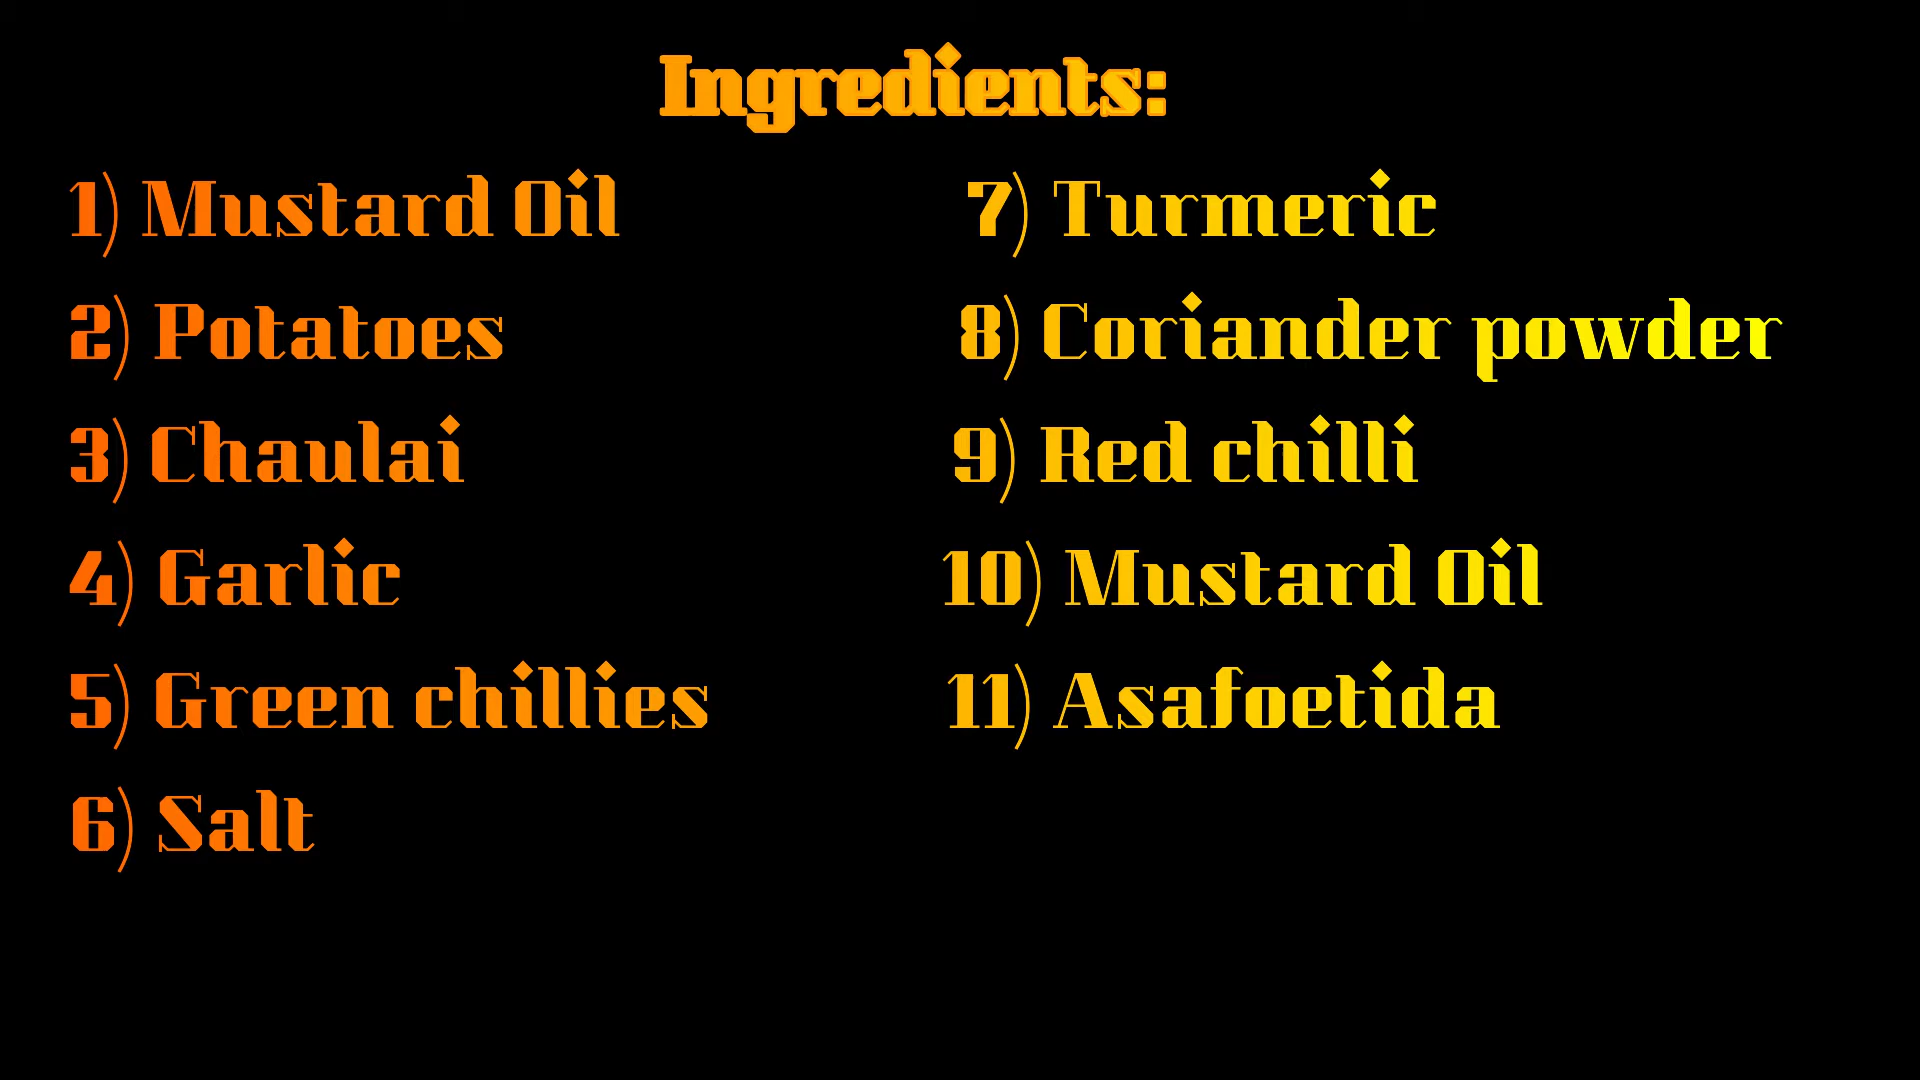 Ingredients:
1) Mustard Oil
2) Potatoes
3) Chaulai
4) Garlic
5) Green chillies
6) Salt
7) Turmeric
8) Coriander powder
9) Red chilli
10) Mustard Oil
11) Asafoetida